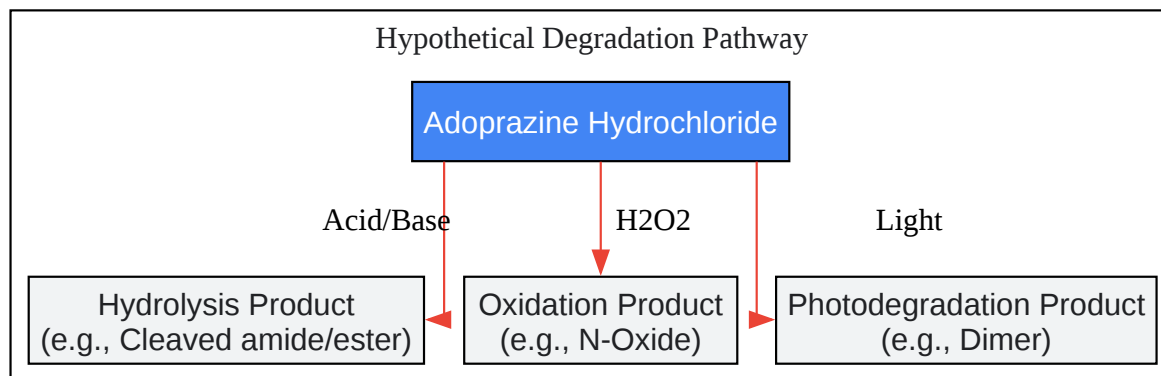 Hypothetical Degradation Pathway
Adoprazine Hydrochloride
Acid/Base
H2O2
Light
Hydrolysis Product
(e.g., Cleaved amide/ester)
Oxidation Product
(e.g., N-Oxide)
Photodegradation Product
(e.g., Dimer)